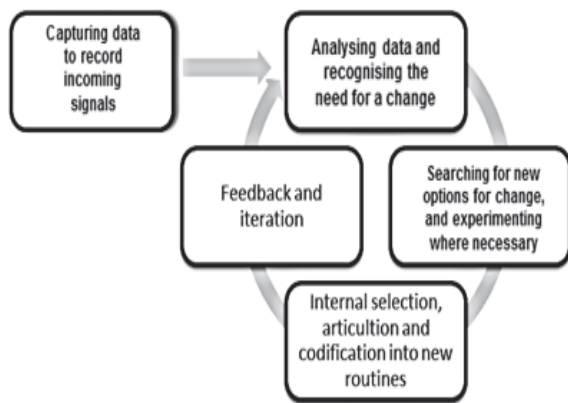 Capturing data
to record
incoming
signals
Analysing data and
recognising the
need for a change
Searching for new
options for change,
and experimenting
where necessary
Internal selection,
articultion and
codification into new
routines
Feedback and
iteration